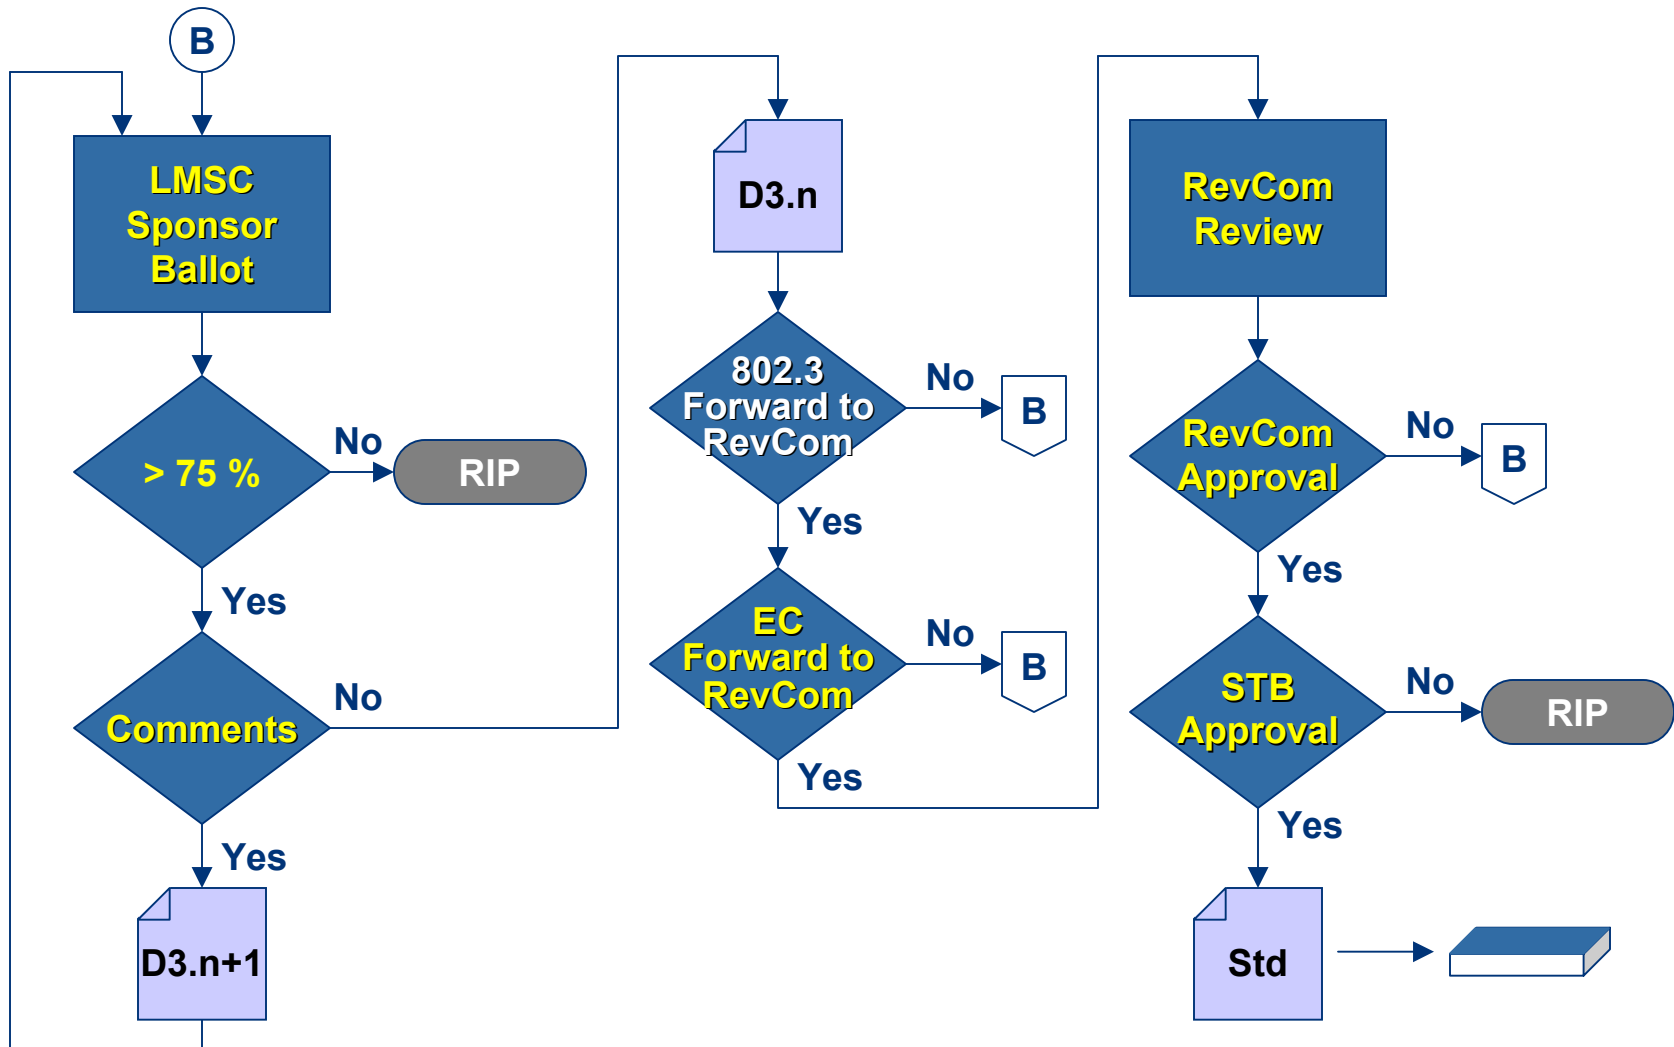 B
LMSC
Sponsor
Ballot
> 75 %
No
RIP
Yes
Comments
No
Yes
D3.n+1
D3.n
802.3
Forward to
RevCom
No
B
Yes
EC
Forward to
RevCom
No
B
Yes
RevCom
Review
RevCom
Approval
No
B
Yes
STB
Approval
No
RIP
Yes
Std